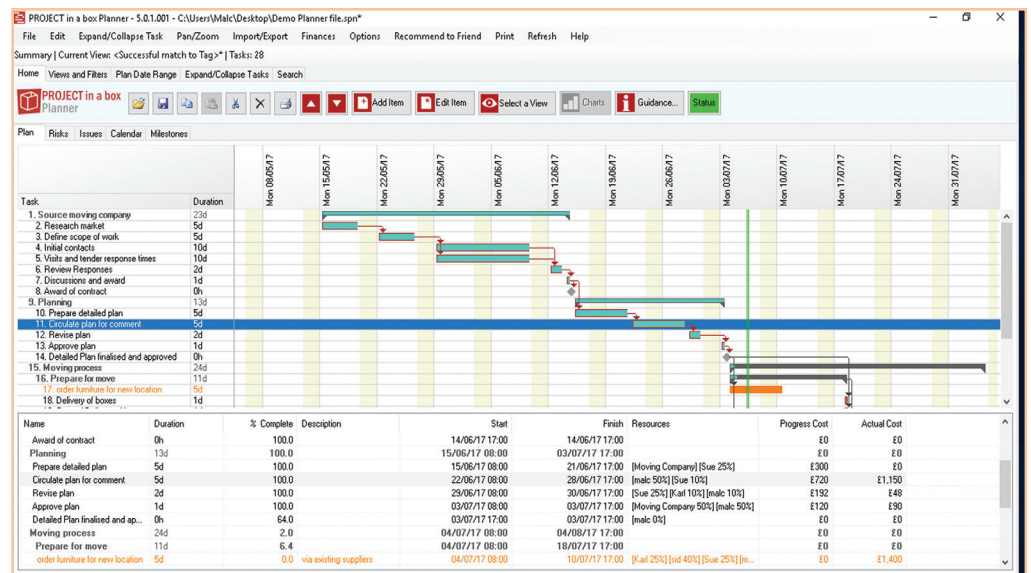 PROJECT in a box Planner - 5.0.1.001 - C:\Users\Malc\Desktop\Demo Planner file.spn*
File Edit Expand/Collapse Task Pan/Zoom Import/Export Finances Options Recommend to Friend Print Refresh Help
Summary | Current View: <Successful match to Tag>* | Tasks: 28
Home Views and Filters Plan Date Range Expand/Collapse Tasks Search
PROJECT in a box
Planner
Add Item Edit Item Select a View Charts Guidance... Status
Plan Risks Issues Calendar Milestones
Mon 08/05/17 Mon 15/05/17 Mon 22/05/17 Mon 29/05/17 Mon 05/06/17 Mon 12/06/17 Mon 19/06/17 Mon 26/06/17 Mon 03/07/17 Mon 10/07/17 Mon 17/07/17 Mon 24/07/17 Mon 31/07/17
Task Duration
1. Source moving company 23d
2. Research market 5d
3. Define scope of work 5d
4. Initial contacts 10d
5. Visits and tender response times 10d
6. Review Responses 2d
7. Discussions and award 1d
8. Award of contract 0h
9. Planning 13d
10. Prepare detailed plan 5d
11. Circulate plan for comment 5d
12. Revise plan 2d
13. Approve plan 1d
14. Detailed Plan finalised and approved 0h
15. Moving process 24d
16. Prepare for move 11d
17. order furniture for new location 5d
18. Delivery of boxes 1d
Name Duration % Complete Description Start Finish Resources Progress Cost Actual Cost
Award of contract 0h 100.0 14/06/17 17:00 14/06/17 17:00 £0 £0
Planning 13d 100.0 15/06/17 08:00 03/07/17 17:00 £0 £0
Prepare detailed plan 5d 100.0 15/06/17 08:00 21/06/17 17:00 [Moving Company] [Sue 25%] £300 £0
Circulate plan for comment 5d 100.0 22/06/17 08:00 28/06/17 17:00 [malc 50%] [Sue 10%] £720 £1,150
Revise plan 2d 100.0 29/06/17 08:00 30/06/17 17:00 [Sue 25%] [Karl 10%] [malc 10%] £192 £48
Approve plan 1d 100.0 03/07/17 08:00 03/07/17 17:00 [Moving Company 50%] [malc 50%] £120 £90
Detailed Plan finalised and ap... 0h 64.0 03/07/17 17:00 03/07/17 17:00 [malc 0%] £0 £0
Moving process 24d 2.0 04/07/17 08:00 04/08/17 17:00 £0 £0
Prepare for move 11d 6.4 04/07/17 08:00 18/07/17 17:00 £0 £0
order furniture for new location 5d 0.0 via existing suppliers 04/07/17 08:00 10/07/17 17:00 [Karl 25%] [sid 40%] [Sue 25%] [m... £0 £1,400